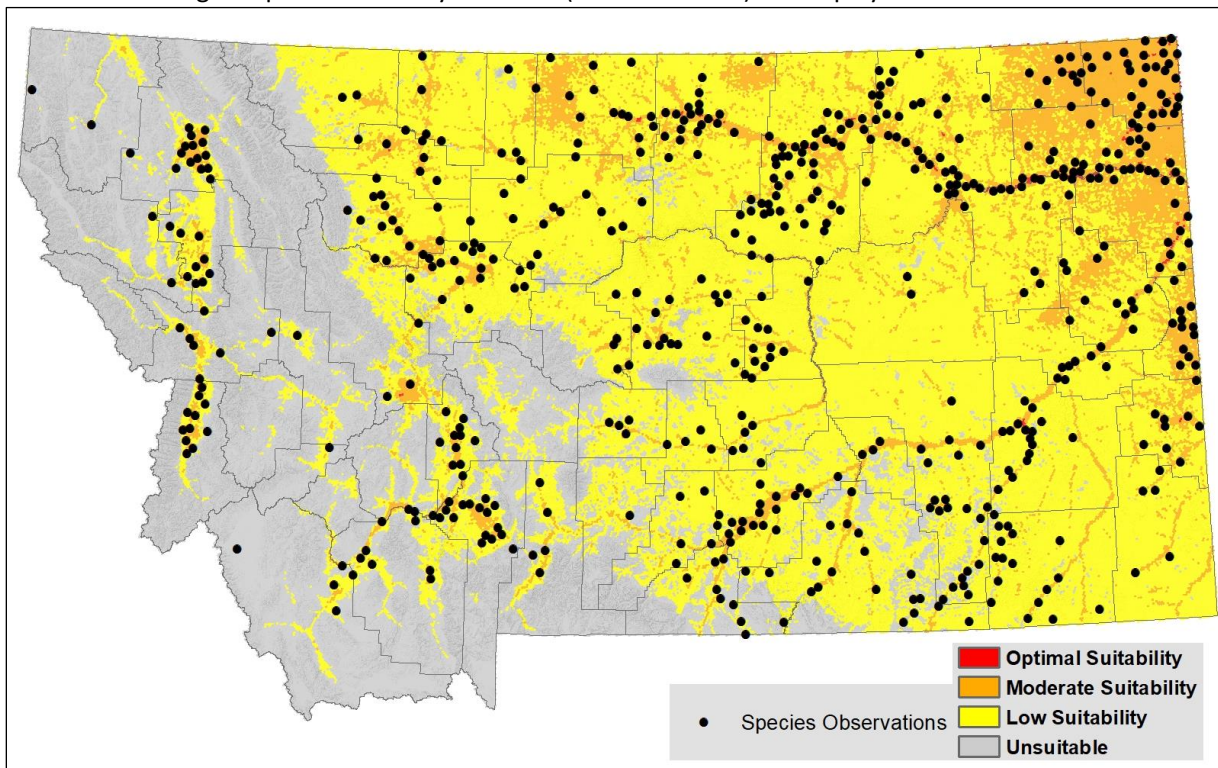 Optimal Suitability
Moderate Suitability
Low Suitability
Unsuitable
Species Observations